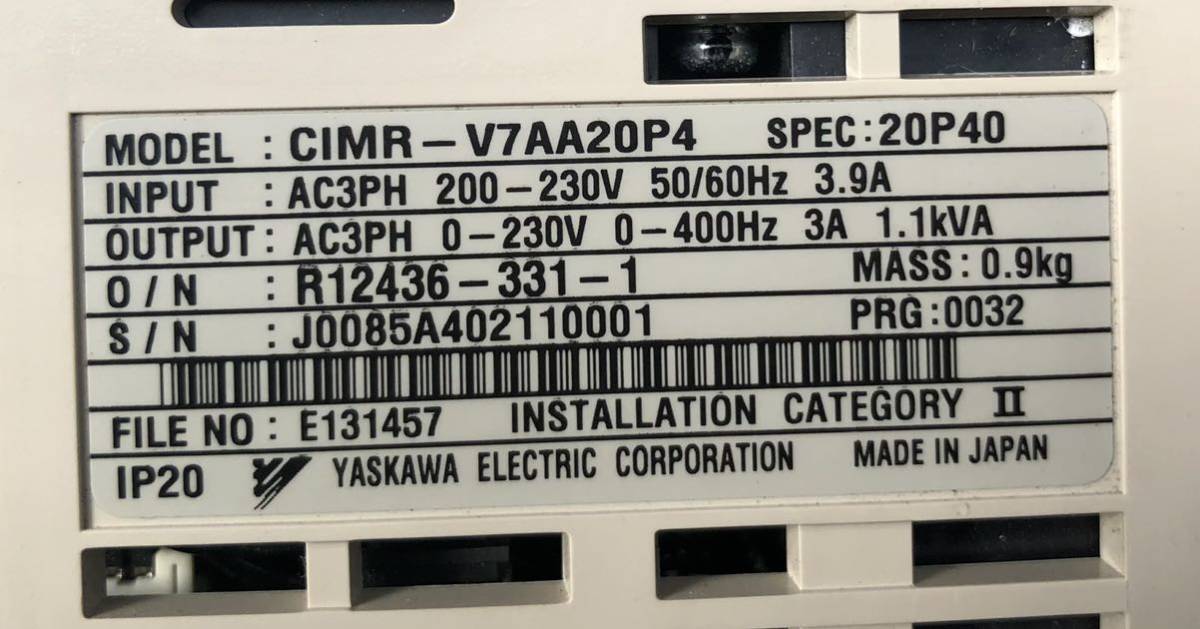 MODEL : CIMR-V7AA20P4 SPEC:20P40
INPUT : AC3PH 200-230V 50/60Hz 3.9A
OUTPUT: AC3PH 0-230V 0-400Hz 3A 1.1kVA
O/N : R12436-331-1 MASS: 0.9kg
S/N : J0085A402110001 PRG:0032
FILE NO : E131457 INSTALLATION CATEGORY II
IP20 YASKAWA ELECTRIC CORPORATION MADE IN JAPAN